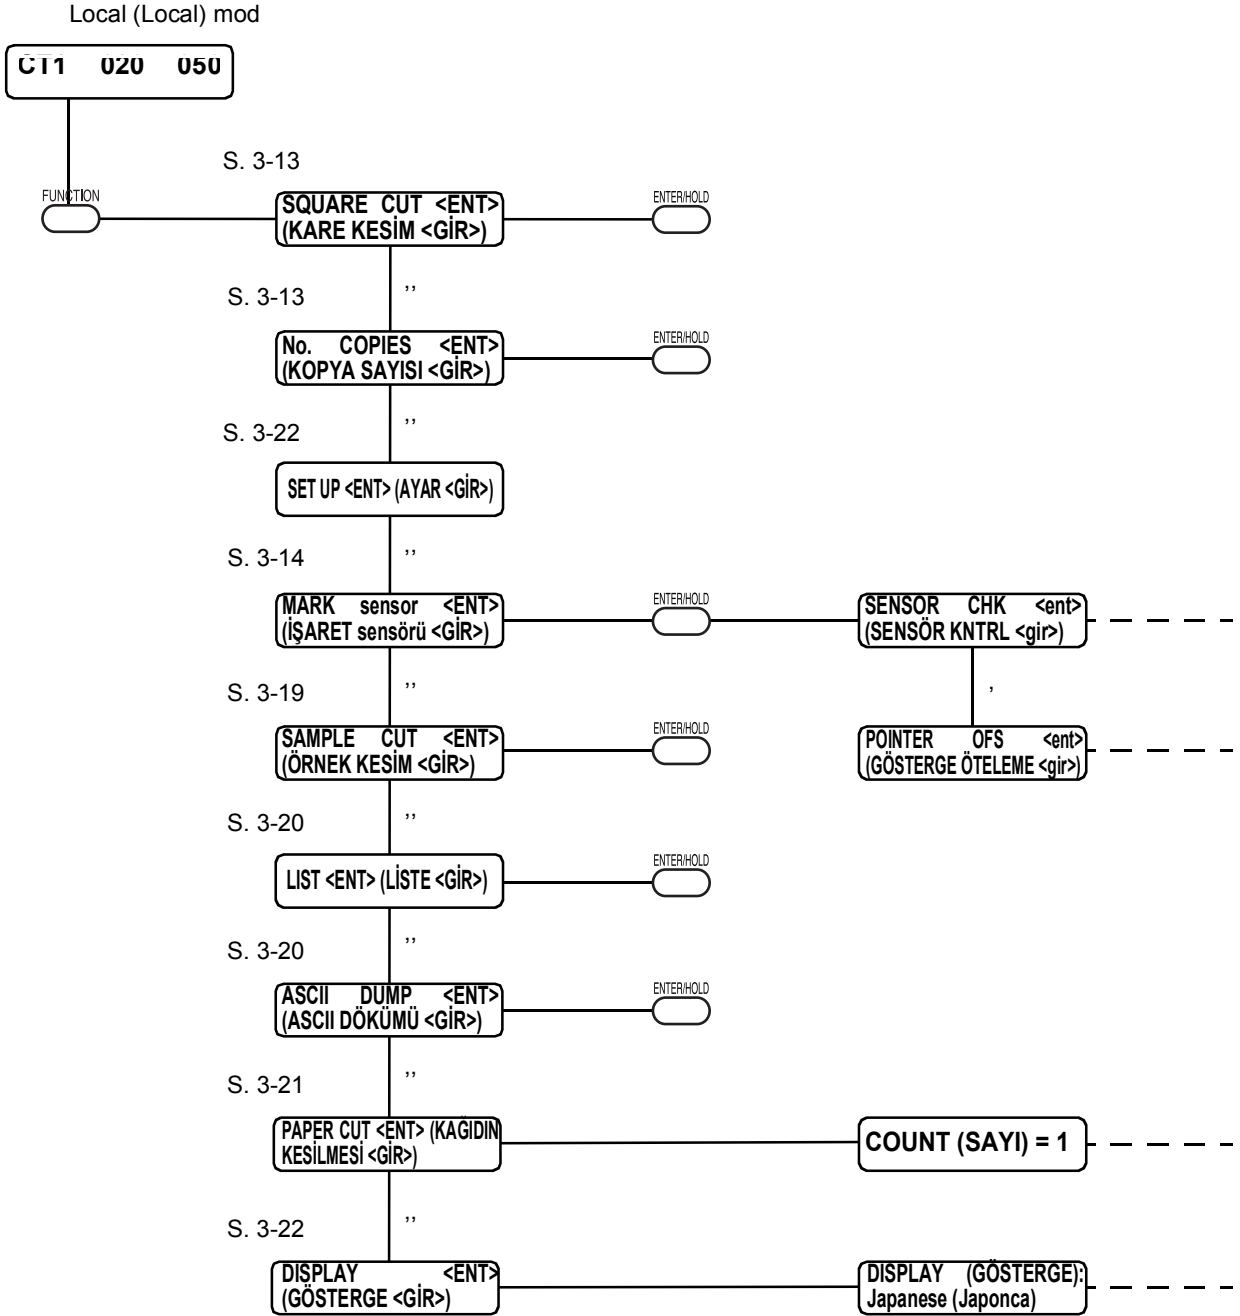 Local (Local) mod
CT1 020 050
S. 3-13
FUNCTION
SQUARE CUT <ENT>
(KARE KESİM <GİR>)
ENTER/HOLD
,,
S. 3-13
No. COPIES <ENT>
(KOPYA SAYISI <GİR>)
ENTER/HOLD
,,
S. 3-22
SET UP <ENT> (AYAR <GİR>)
,,
S. 3-14
MARK sensor <ENT>
(İŞARET sensörü <GİR>)
ENTER/HOLD
SENSOR CHK <ent>
(SENSÖR KNTRL <gir>)
,,
S. 3-19
,
SAMPLE CUT <ENT>
(ÖRNEK KESİM <GİR>)
ENTER/HOLD
POINTER OFS <ent>
(GÖSTERGE ÖTELEME <gir>)
,,
S. 3-20
LIST <ENT> (LİSTE <GİR>)
ENTER/HOLD
,,
S. 3-20
ASCII DUMP <ENT>
(ASCII DÖKÜMÜ <GİR>)
ENTER/HOLD
,,
S. 3-21
PAPER CUT <ENT> (KAĞIDIN
KESİLMESİ <GİR>)
COUNT (SAYI) = 1
,,
S. 3-22
DISPLAY <ENT>
(GÖSTERGE <GİR>)
DISPLAY (GÖSTERGE):
Japanese (Japonca)